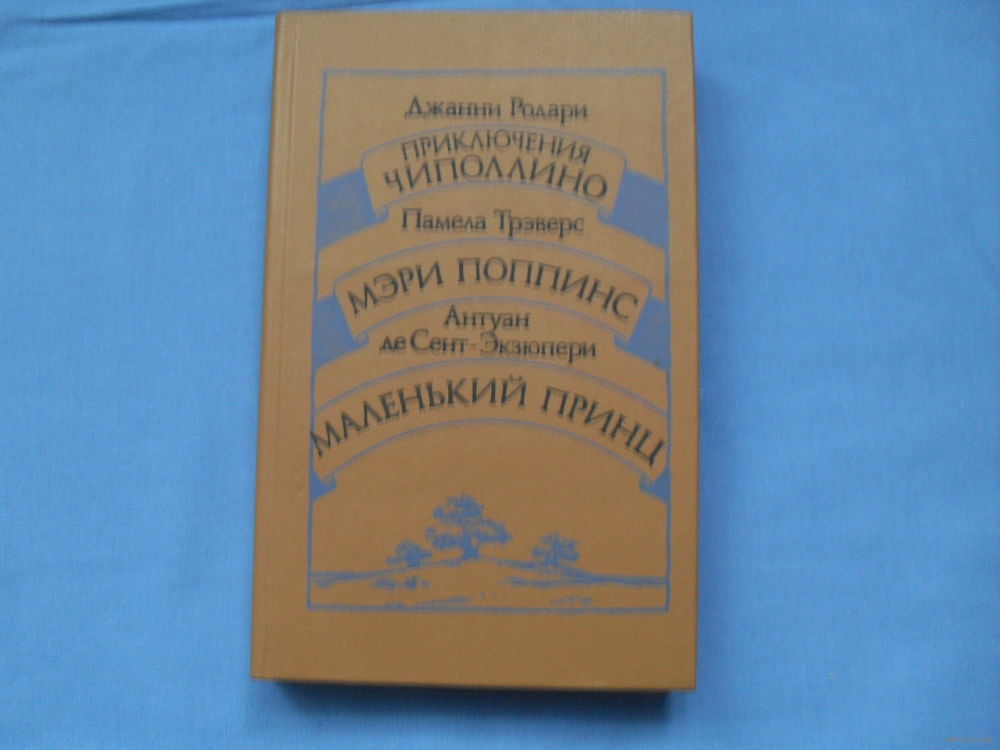 Джанни Родари
ПРИКЛЮЧЕНИЯ
ЧИПОЛЛИНО
Памела Трэверс
МЭРИ ПОППИНС
Антуан
де Сент-Экзюпери
МАЛЕНЬКИЙ ПРИНЦ